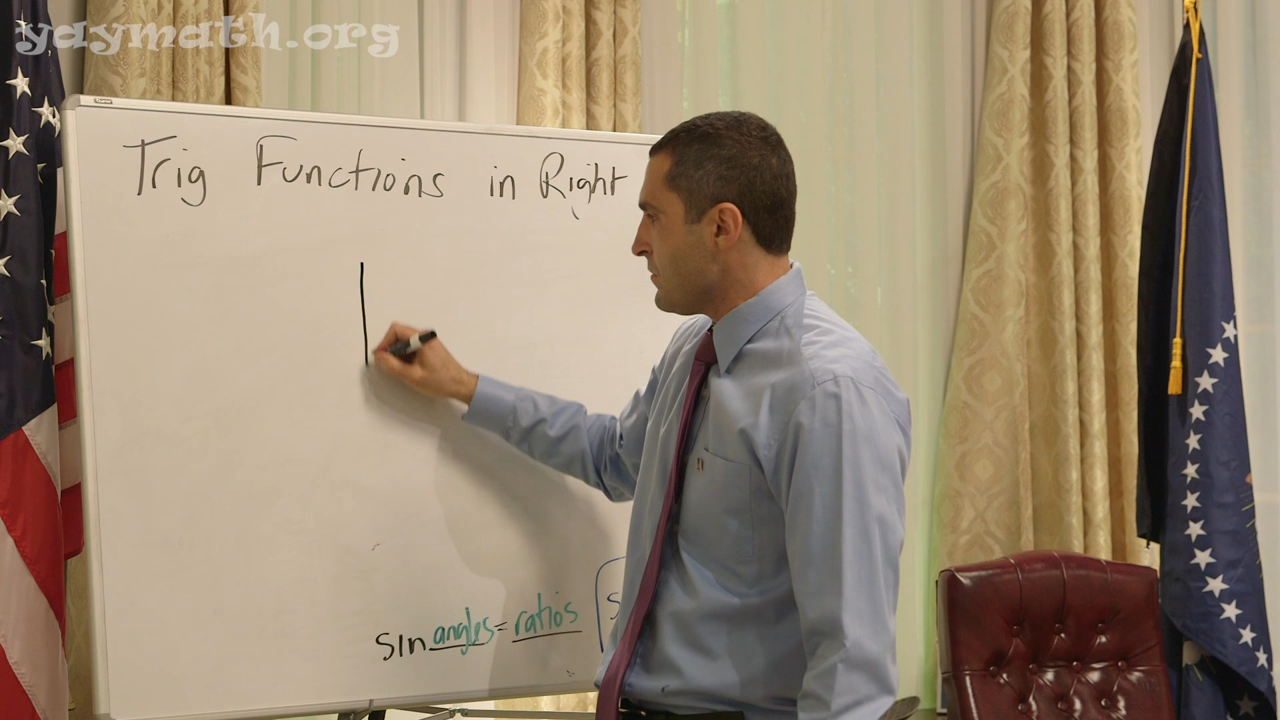 yaymath.org
Trig Functions in Right
sin angles = ratios